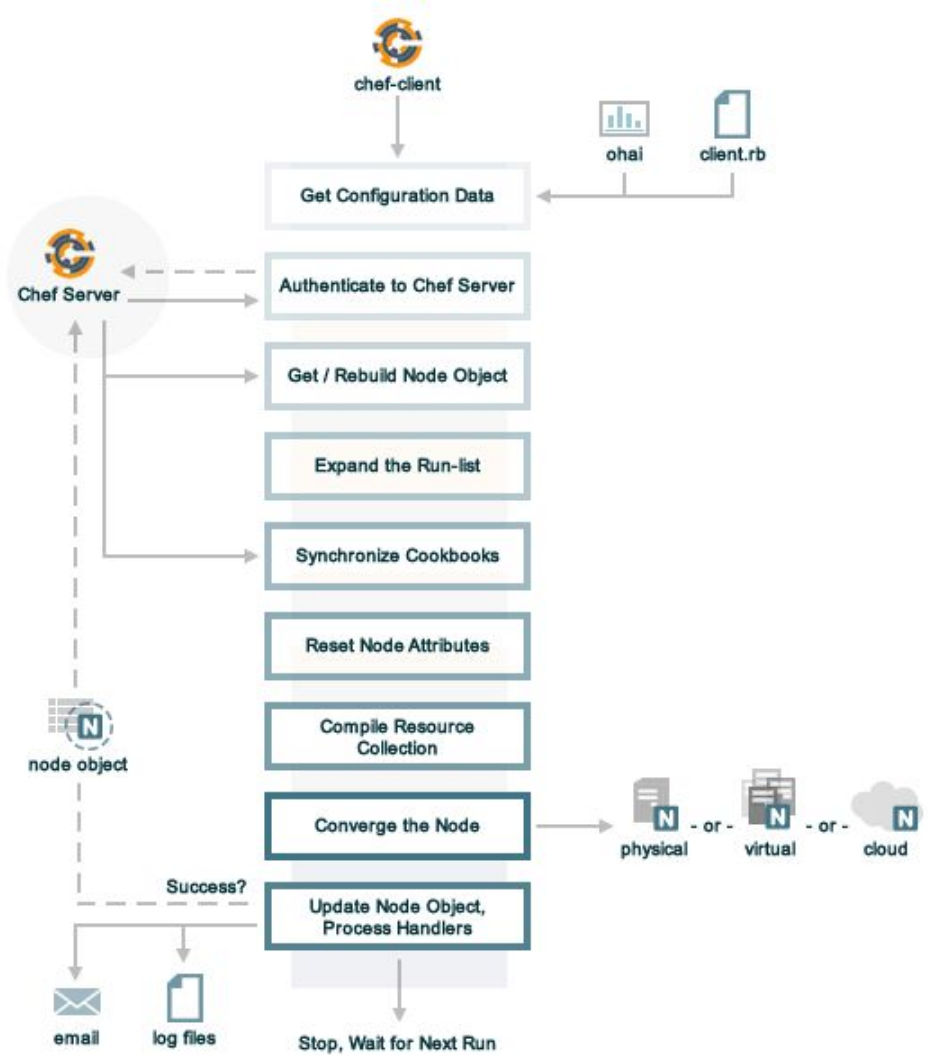 chef-client
ohai
client.rb
Get Configuration Data
Chef Server
Authenticate to Chef Server
Get / Rebuild Node Object
Expand the Run-list
Synchronize Cookbooks
Reset Node Attributes
Compile Resource
Collection
node object
N
Converge the Node
N
physical
- or -
N
virtual
- or -
N
cloud
Success?
Update Node Object,
Process Handlers
email
log files
Stop, Wait for Next Run